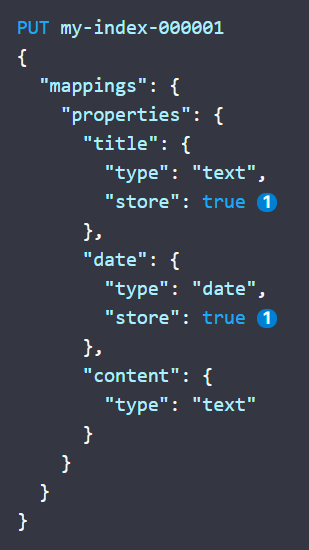 PUT my-index-000001
{
  "mappings": {
    "properties": {
      "title": {
        "type": "text",
        "store": true 1
      },
      "date": {
        "type": "date",
        "store": true 1
      },
      "content": {
        "type": "text"
      }
    }
  }
}